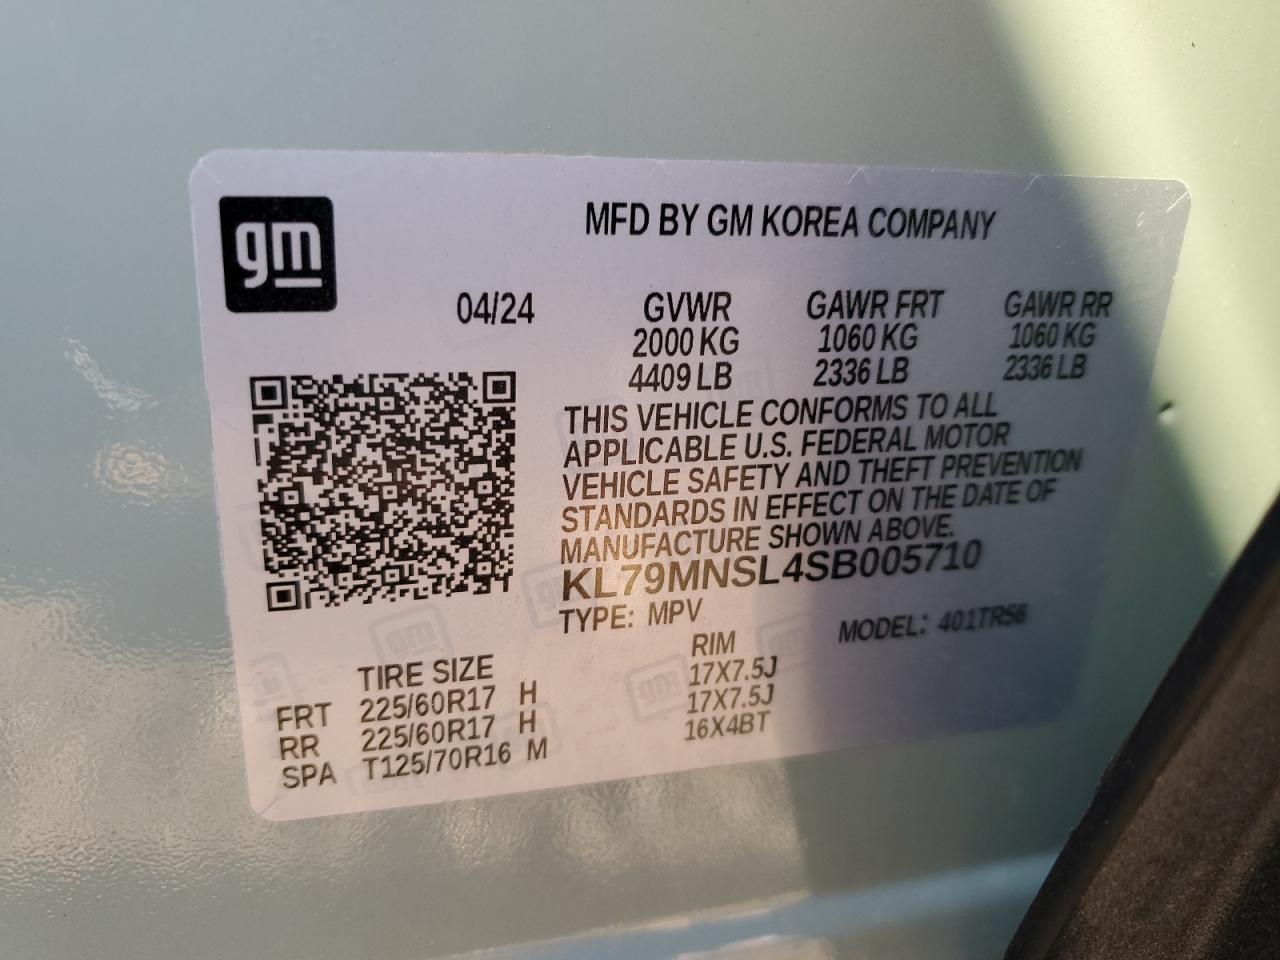 gm
MFD BY GM KOREA COMPANY
04/24 GVWR GAWR FRT GAWR RR
2000 KG 1060 KG 1060 KG
4409 LB 2336 LB 2336 LB
THIS VEHICLE CONFORMS TO ALL
APPLICABLE U.S. FEDERAL MOTOR
VEHICLE SAFETY AND THEFT PREVENTION
STANDARDS IN EFFECT ON THE DATE OF
MANUFACTURE SHOWN ABOVE.
KL79MNSL4SB005710
TYPE: MPV MODEL: 401TR56
TIRE SIZE RIM
FRT 225/60R17 H 17X7.5J
RR 225/60R17 H 17X7.5J
SPA T125/70R16 M 16X4BT